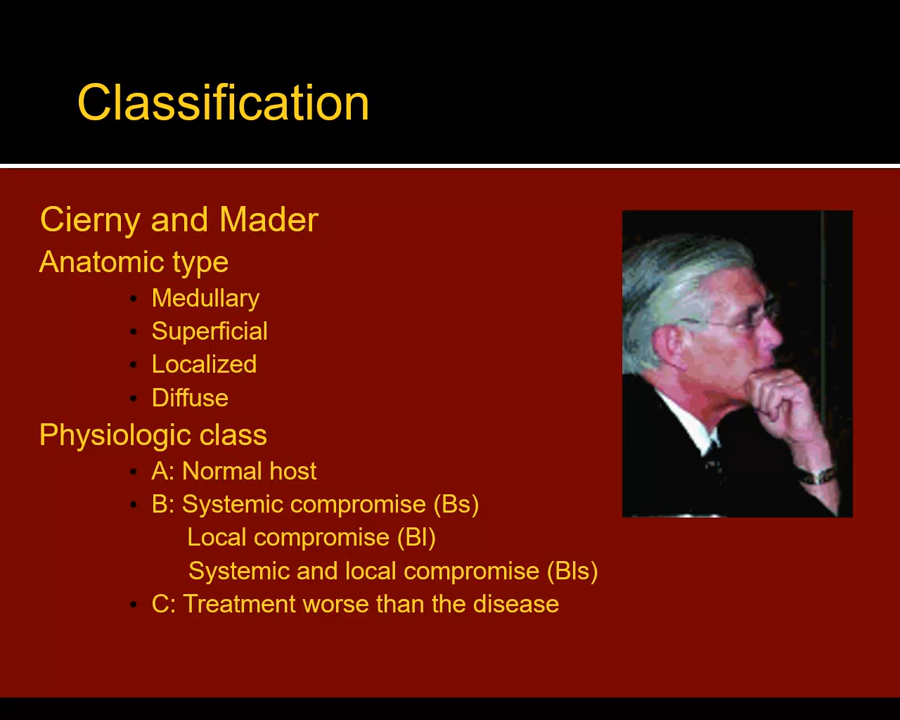 Classification
Cierny and Mader
Anatomic type
• Medullary
• Superficial
• Localized
• Diffuse
Physiologic class
• A: Normal host
• B: Systemic compromise (Bs)
Local compromise (Bl)
Systemic and local compromise (Bls)
• C: Treatment worse than the disease